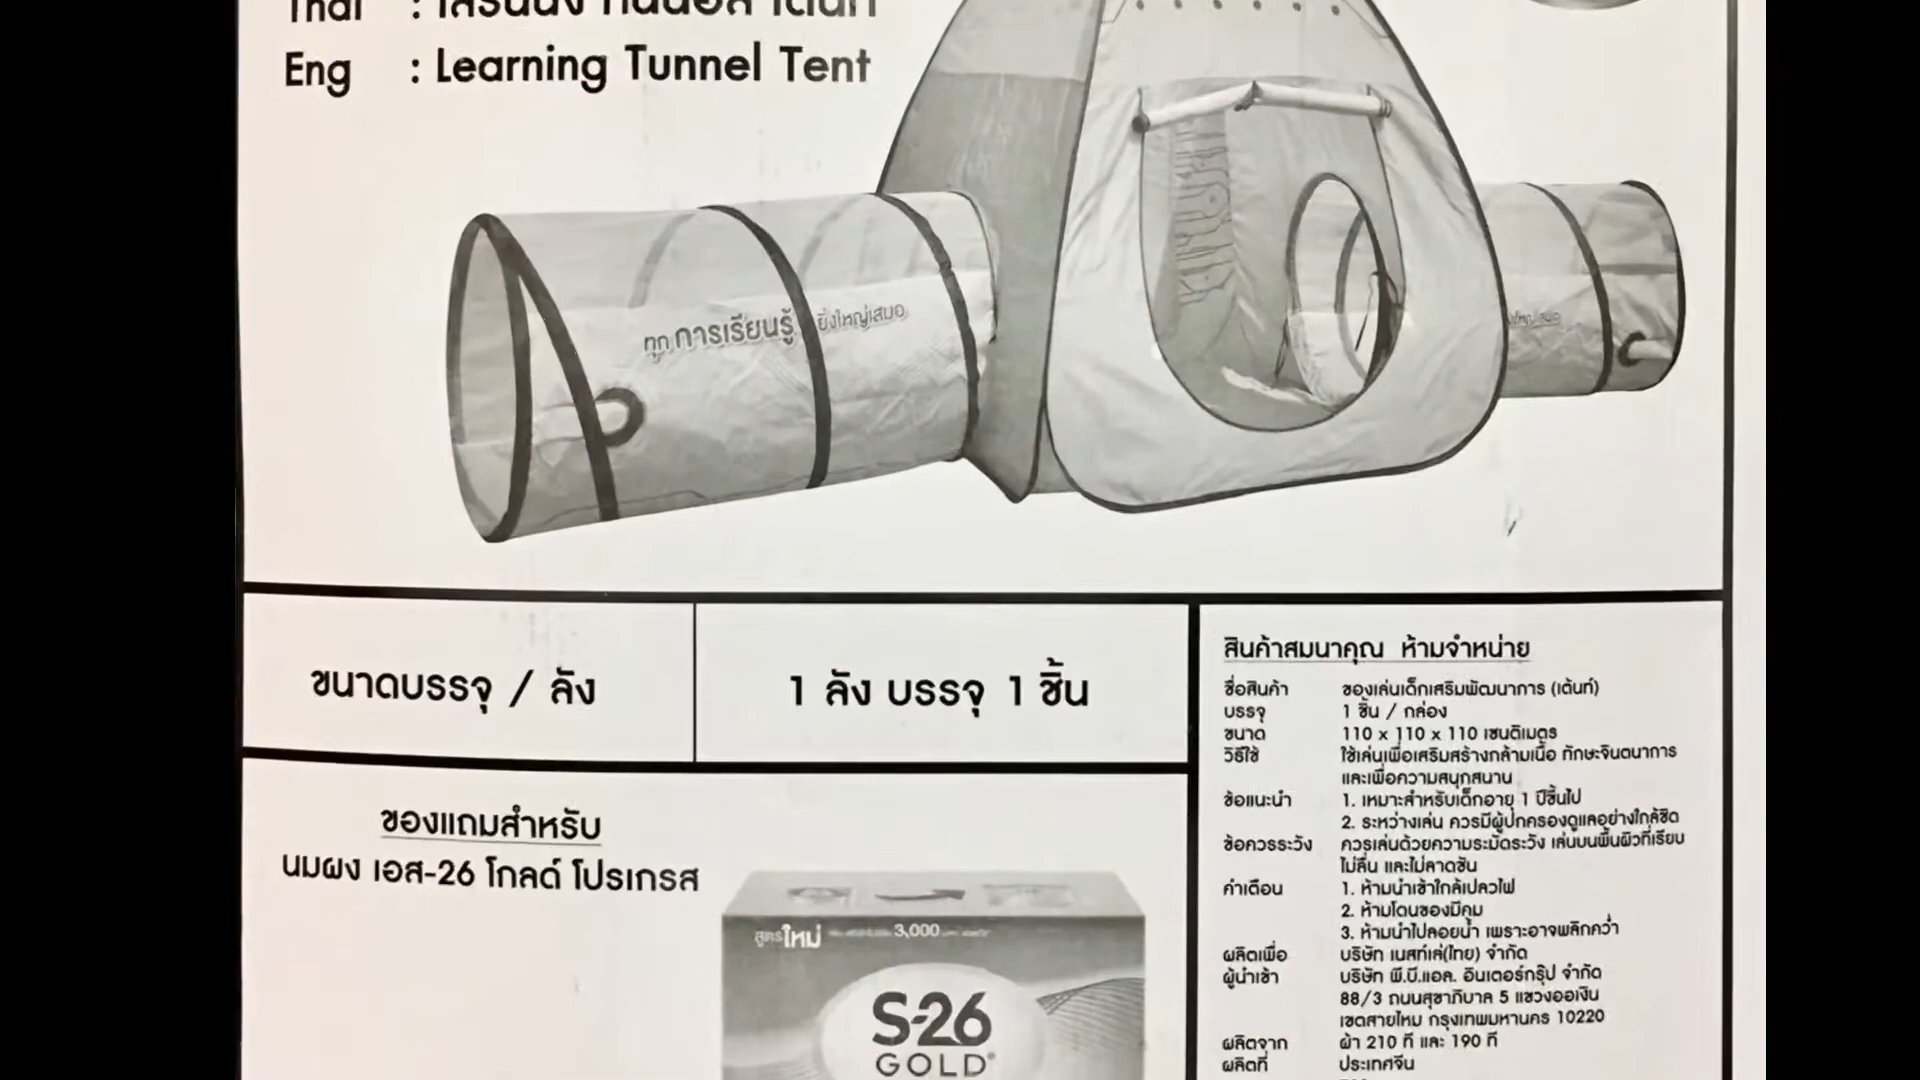 Thai : เลิร์นนิ่ง ทันเนอล เต็นท์
Eng : Learning Tunnel Tent
ทุก การเรียนรู้ ยิ่งใหญ่เสมอ
ขนาดบรรจุ / ลัง
1 ลัง บรรจุ 1 ชิ้น
ของแถมสำหรับ
นมผง เอส-26 โกลด์ โปรเกรส
สูตรใหม่
3,000
S-26
GOLD®
สินค้าสมนาคุณ ห้ามจำหน่าย
ชื่อสินค้า ของเล่นเด็กเสริมพัฒนาการ (เต้นท์)
บรรจุ 1 ชิ้น / กล่อง
ขนาด 110 x 110 x 110 เซนติเมตร
วิธีใช้ ใช้เล่นเพื่อเสริมสร้างกล้ามเนื้อ ทักษะจินตนาการ
และเพื่อความสนุกสนาน
ข้อแนะนำ 1. เหมาะสำหรับเด็กอายุ 1 ปีขึ้นไป
2. ระหว่างเล่น ควรมีผู้ปกครองดูแลอย่างใกล้ชิด
ข้อควรระวัง ควรเล่นด้วยความระมัดระวัง เล่นบนพื้นผิวที่เรียบ
ไม่ลื่น และไม่ลาดชัน
คำเตือน 1. ห้ามนำเข้าใกล้เปลวไฟ
2. ห้ามโดนของมีคม
3. ห้ามนำไปลอยน้ำ เพราะอาจพลิกคว่ำ
ผลิตเพื่อ บริษัท เนสท์เล่(ไทย) จำกัด
ผู้นำเข้า บริษัท พี.บี.แอล. อินเตอร์กรุ๊ป จำกัด
88/3 ถนนสุขาภิบาล 5 แขวงออเงิน
เขตสายไหม กรุงเทพมหานคร 10220
ผลิตจาก ผ้า 210 ที และ 190 ที
ผลิตที่ ประเทศจีน